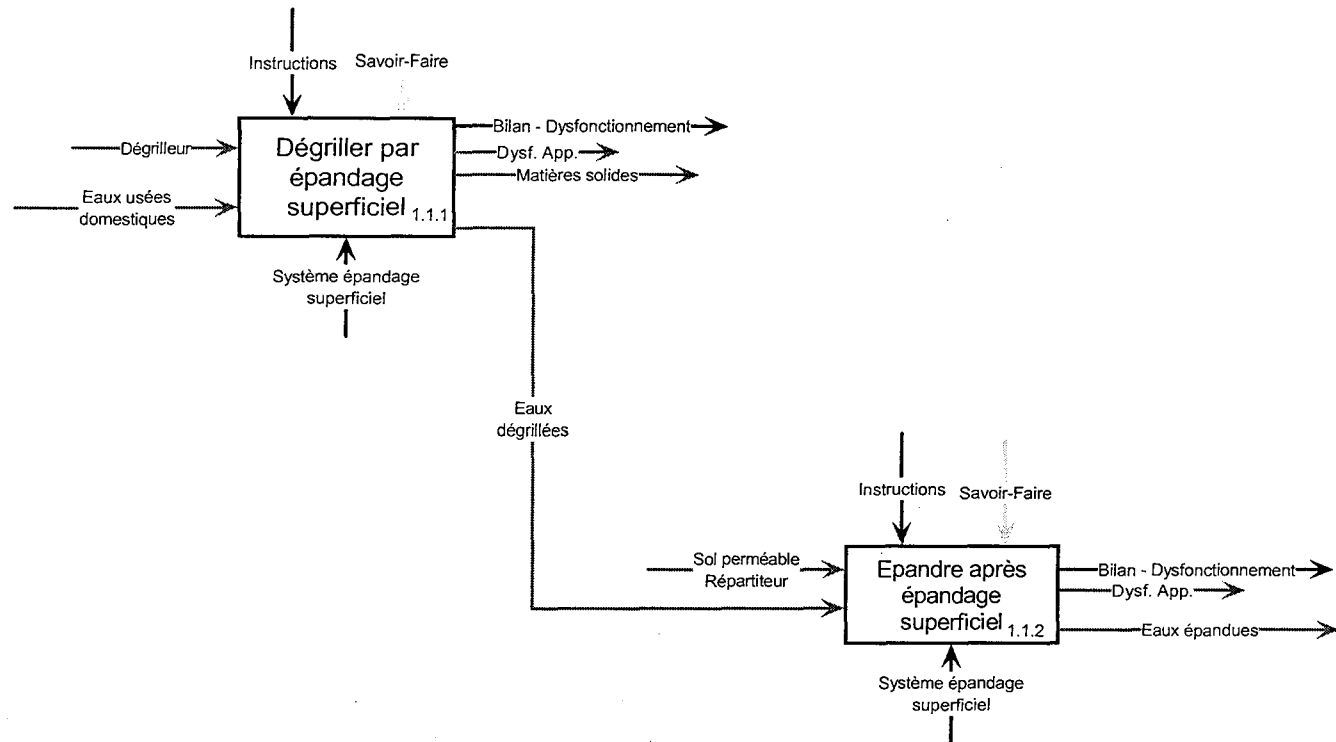 Instructions
Savoir-Faire
Dégrilleur
Eaux usées
domestiques
Dégriller par
épandage
superficiel 1.1.1
Bilan - Dysfonctionnement
Dysf. App.
Matières solides
Système épandage
superficiel
Eaux
dégrillées
Instructions
Savoir-Faire
Sol perméable
Répartiteur
Epandre après
épandage
superficiel 1.1.2
Bilan - Dysfonctionnement
Dysf. App.
Eaux épandues
Système épandage
superficiel